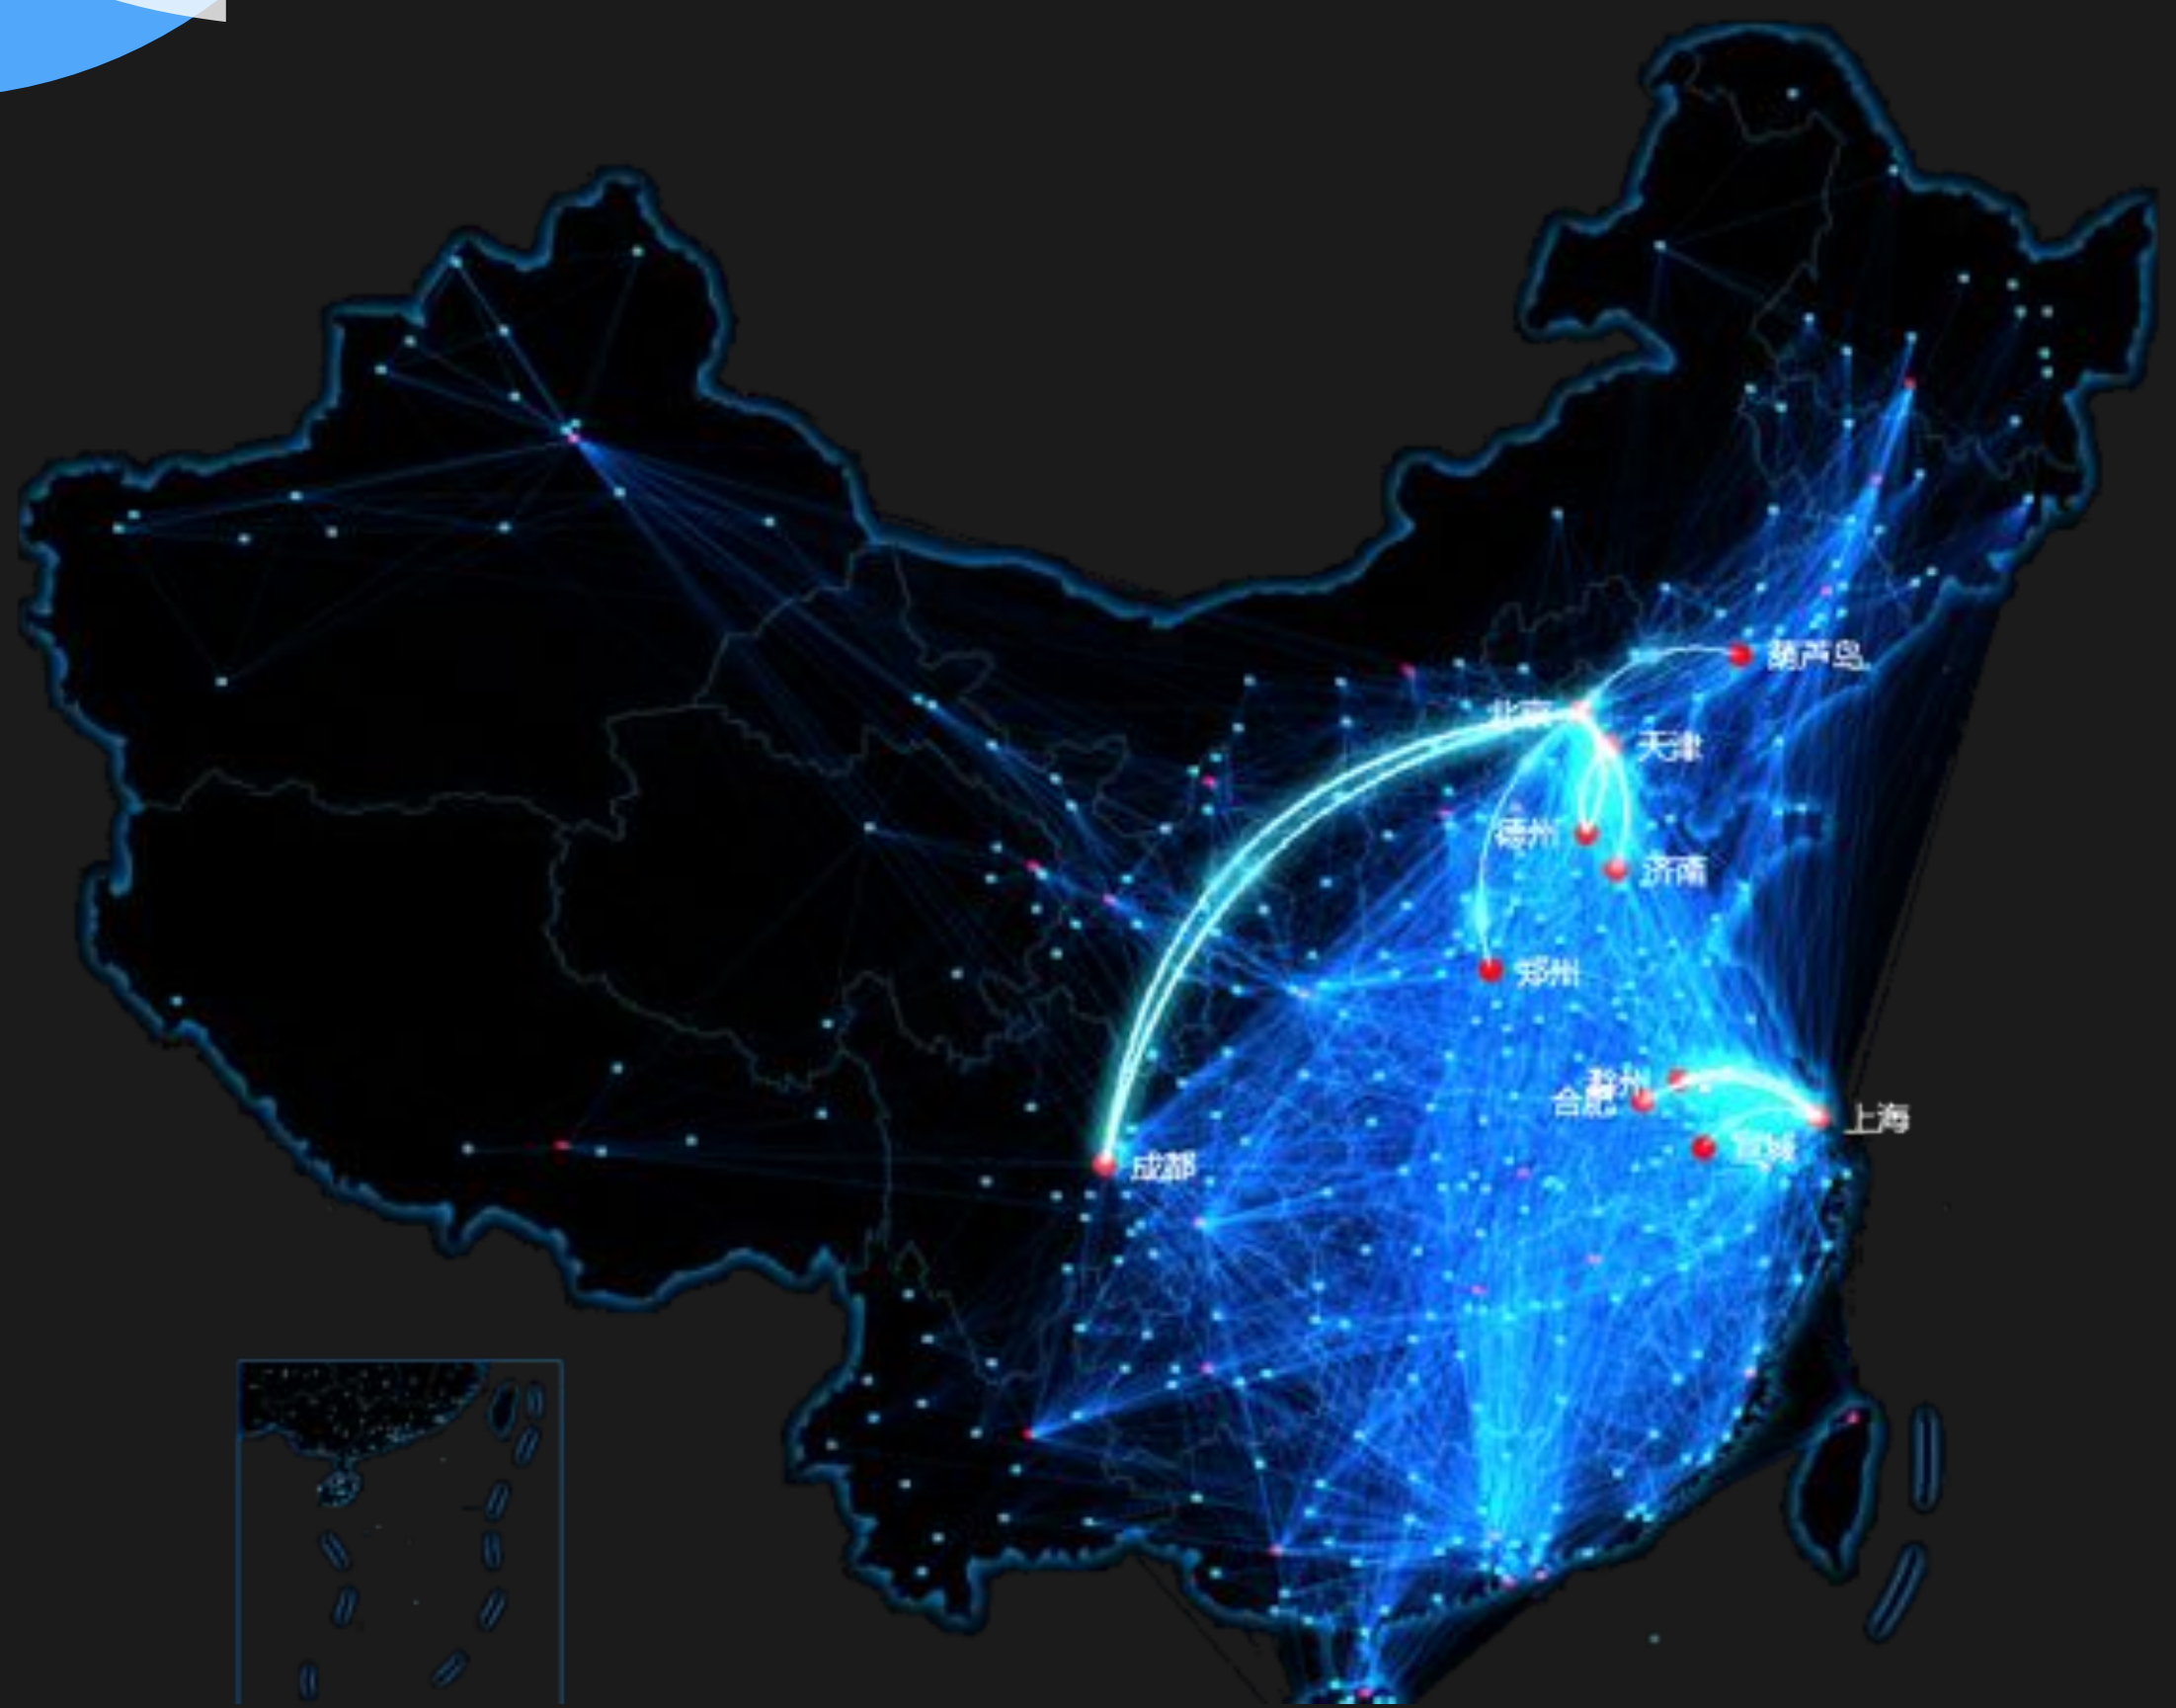 葫芦岛
北京
天津
德州
济南
郑州
滁州
合肥
上海
宣城
成都